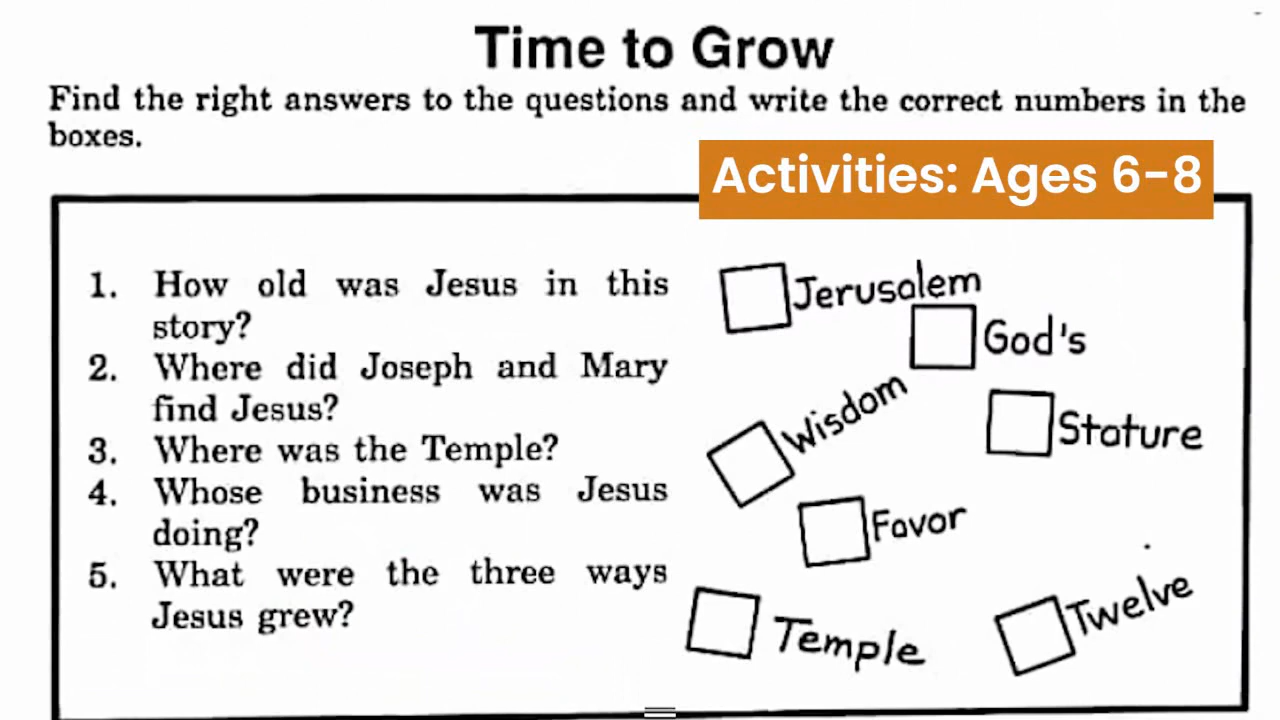 Time to Grow
Find the right answers to the questions and write the correct numbers in the
boxes.
Activities: Ages 6-8
1. How old was Jesus in this
story?
2. Where did Joseph and Mary
find Jesus?
3. Where was the Temple?
4. Whose business was Jesus
doing?
5. What were the three ways
Jesus grew?
Jerusalem
God's
Wisdom
Stature
Favor
Temple
Twelve